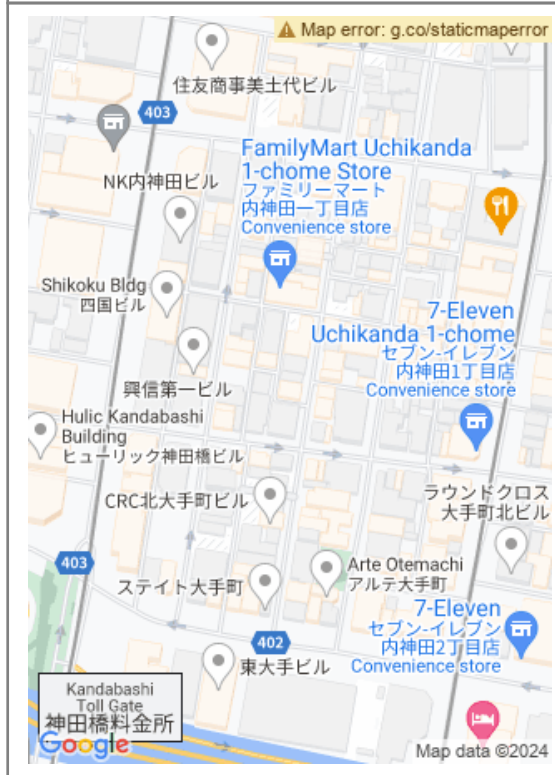 Map error: g.co/staticmaperror
住友商事美土代ビル
403
FamilyMart Uchikanda
1-chome Store
ファミリーマート
内神田一丁目店
Convenience store
NK内神田ビル
Shikoku Bldg
四国ビル
7-Eleven
Uchikanda 1-chome
セブン-イレブン
内神田1丁目店
Convenience store
興信第一ビル
Hulic Kandabashi
Building
ヒューリック神田橋ビル
CRC北大手町ビル
ラウンドクロス
大手町北ビル
403
Arte Otemachi
アルテ大手町
ステイト大手町
7-Eleven
セブン-イレブン
内神田2丁目店
Convenience store
402
東大手ビル
Kandabashi
Toll Gate
神田橋料金所
Google
Map data ©2024